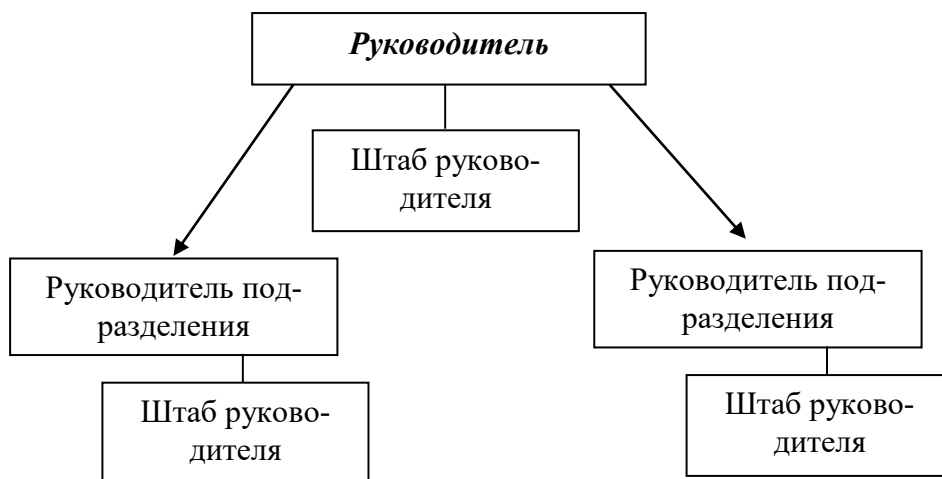 Руководитель
Штаб руково-
дителя
Руководитель под-
разделения
Руководитель под-
разделения
Штаб руково-
дителя
Штаб руково-
дителя